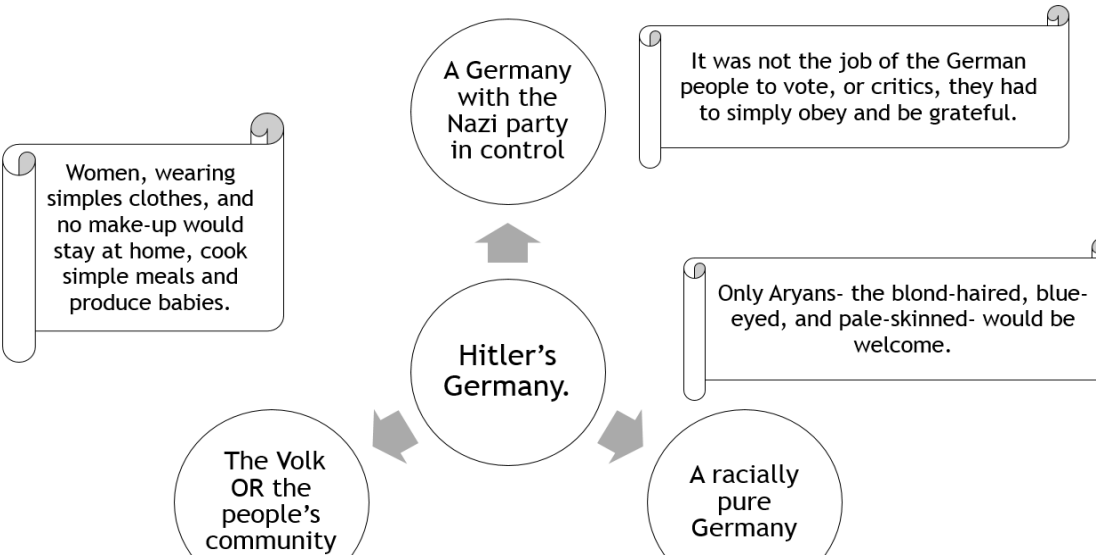 A Germany
with the
Nazi party
in control
It was not the job of the German
people to vote, or critics, they had
to simply obey and be grateful.
Women, wearing
simples clothes, and
no make-up would
stay at home, cook
simple meals and
produce babies.
Only Aryans- the blond-haired, blue-
eyed, and pale-skinned- would be
welcome.
Hitler’s
Germany.
The Volk
OR the
people’s
community
A racially
pure
Germany